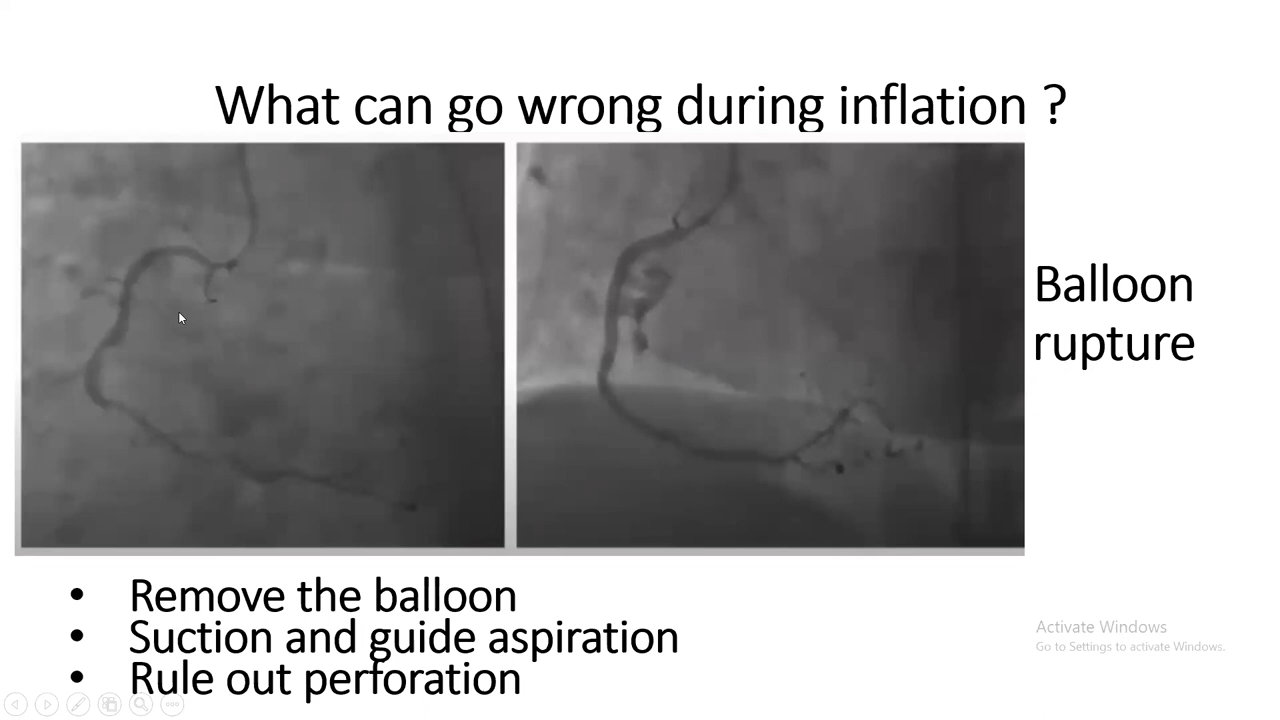 What can go wrong during inflation ?
Balloon
rupture
• Remove the balloon
• Suction and guide aspiration
• Rule out perforation
Activate Windows
Go to Settings to activate Windows.